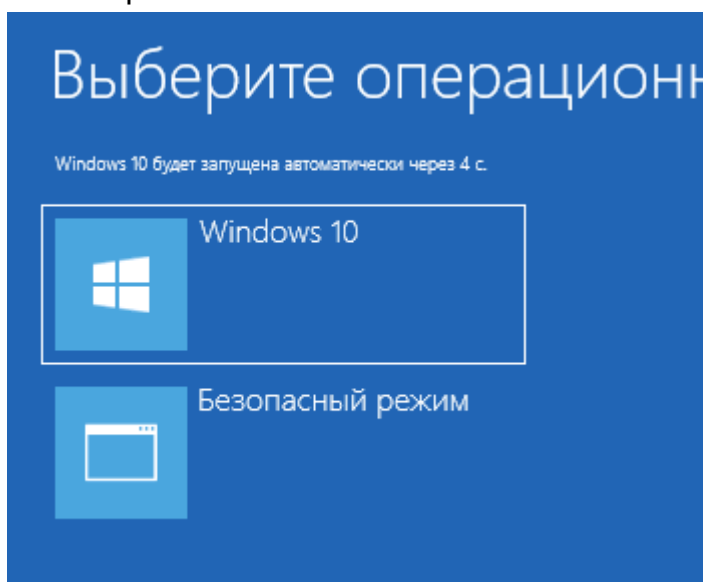 Выберите операционн
Windows 10 будет запущена автоматически через 4 с.
Windows 10
Безопасный режим